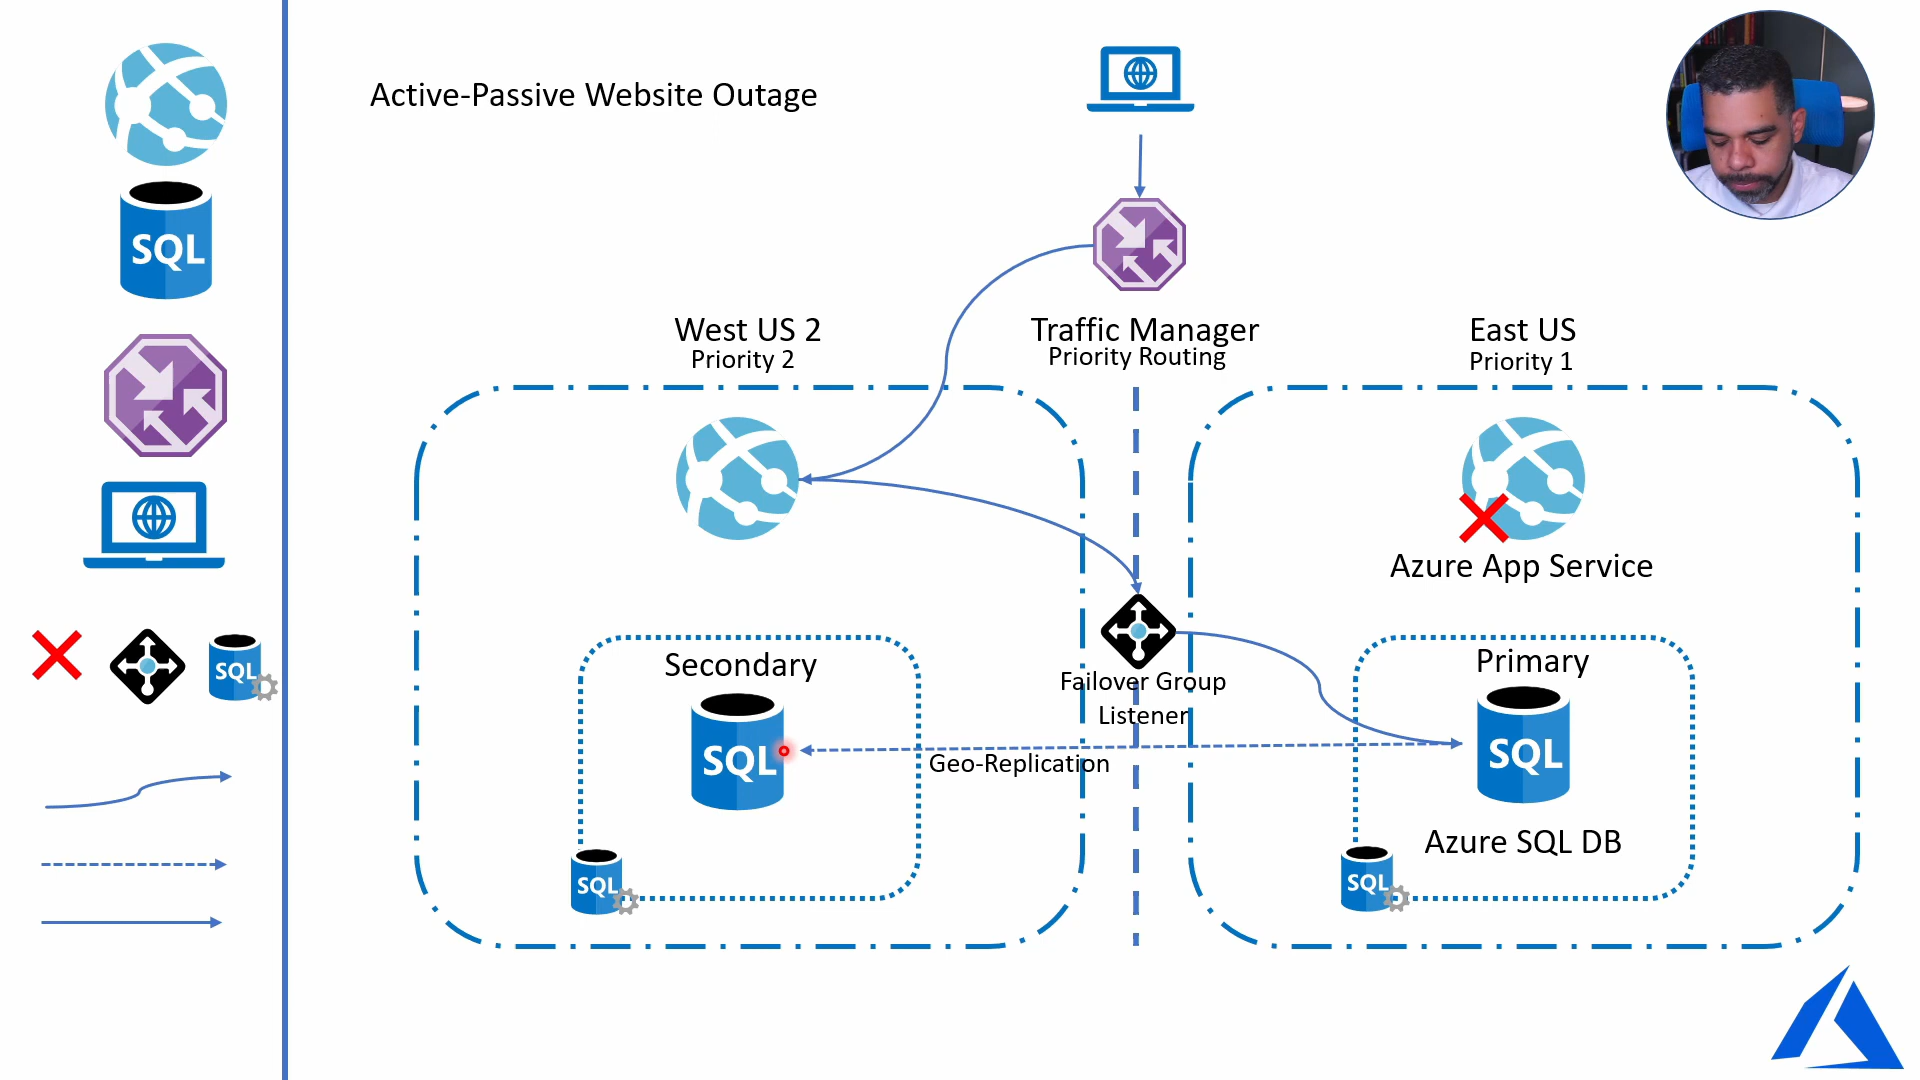 SQL
SQL
Active-Passive Website Outage
West US 2
Priority 2
Traffic Manager
Priority Routing
East US
Priority 1
Azure App Service
Secondary
SQL
SQL
Failover Group
Listener
Geo-Replication
Primary
SQL
Azure SQL DB
SQL